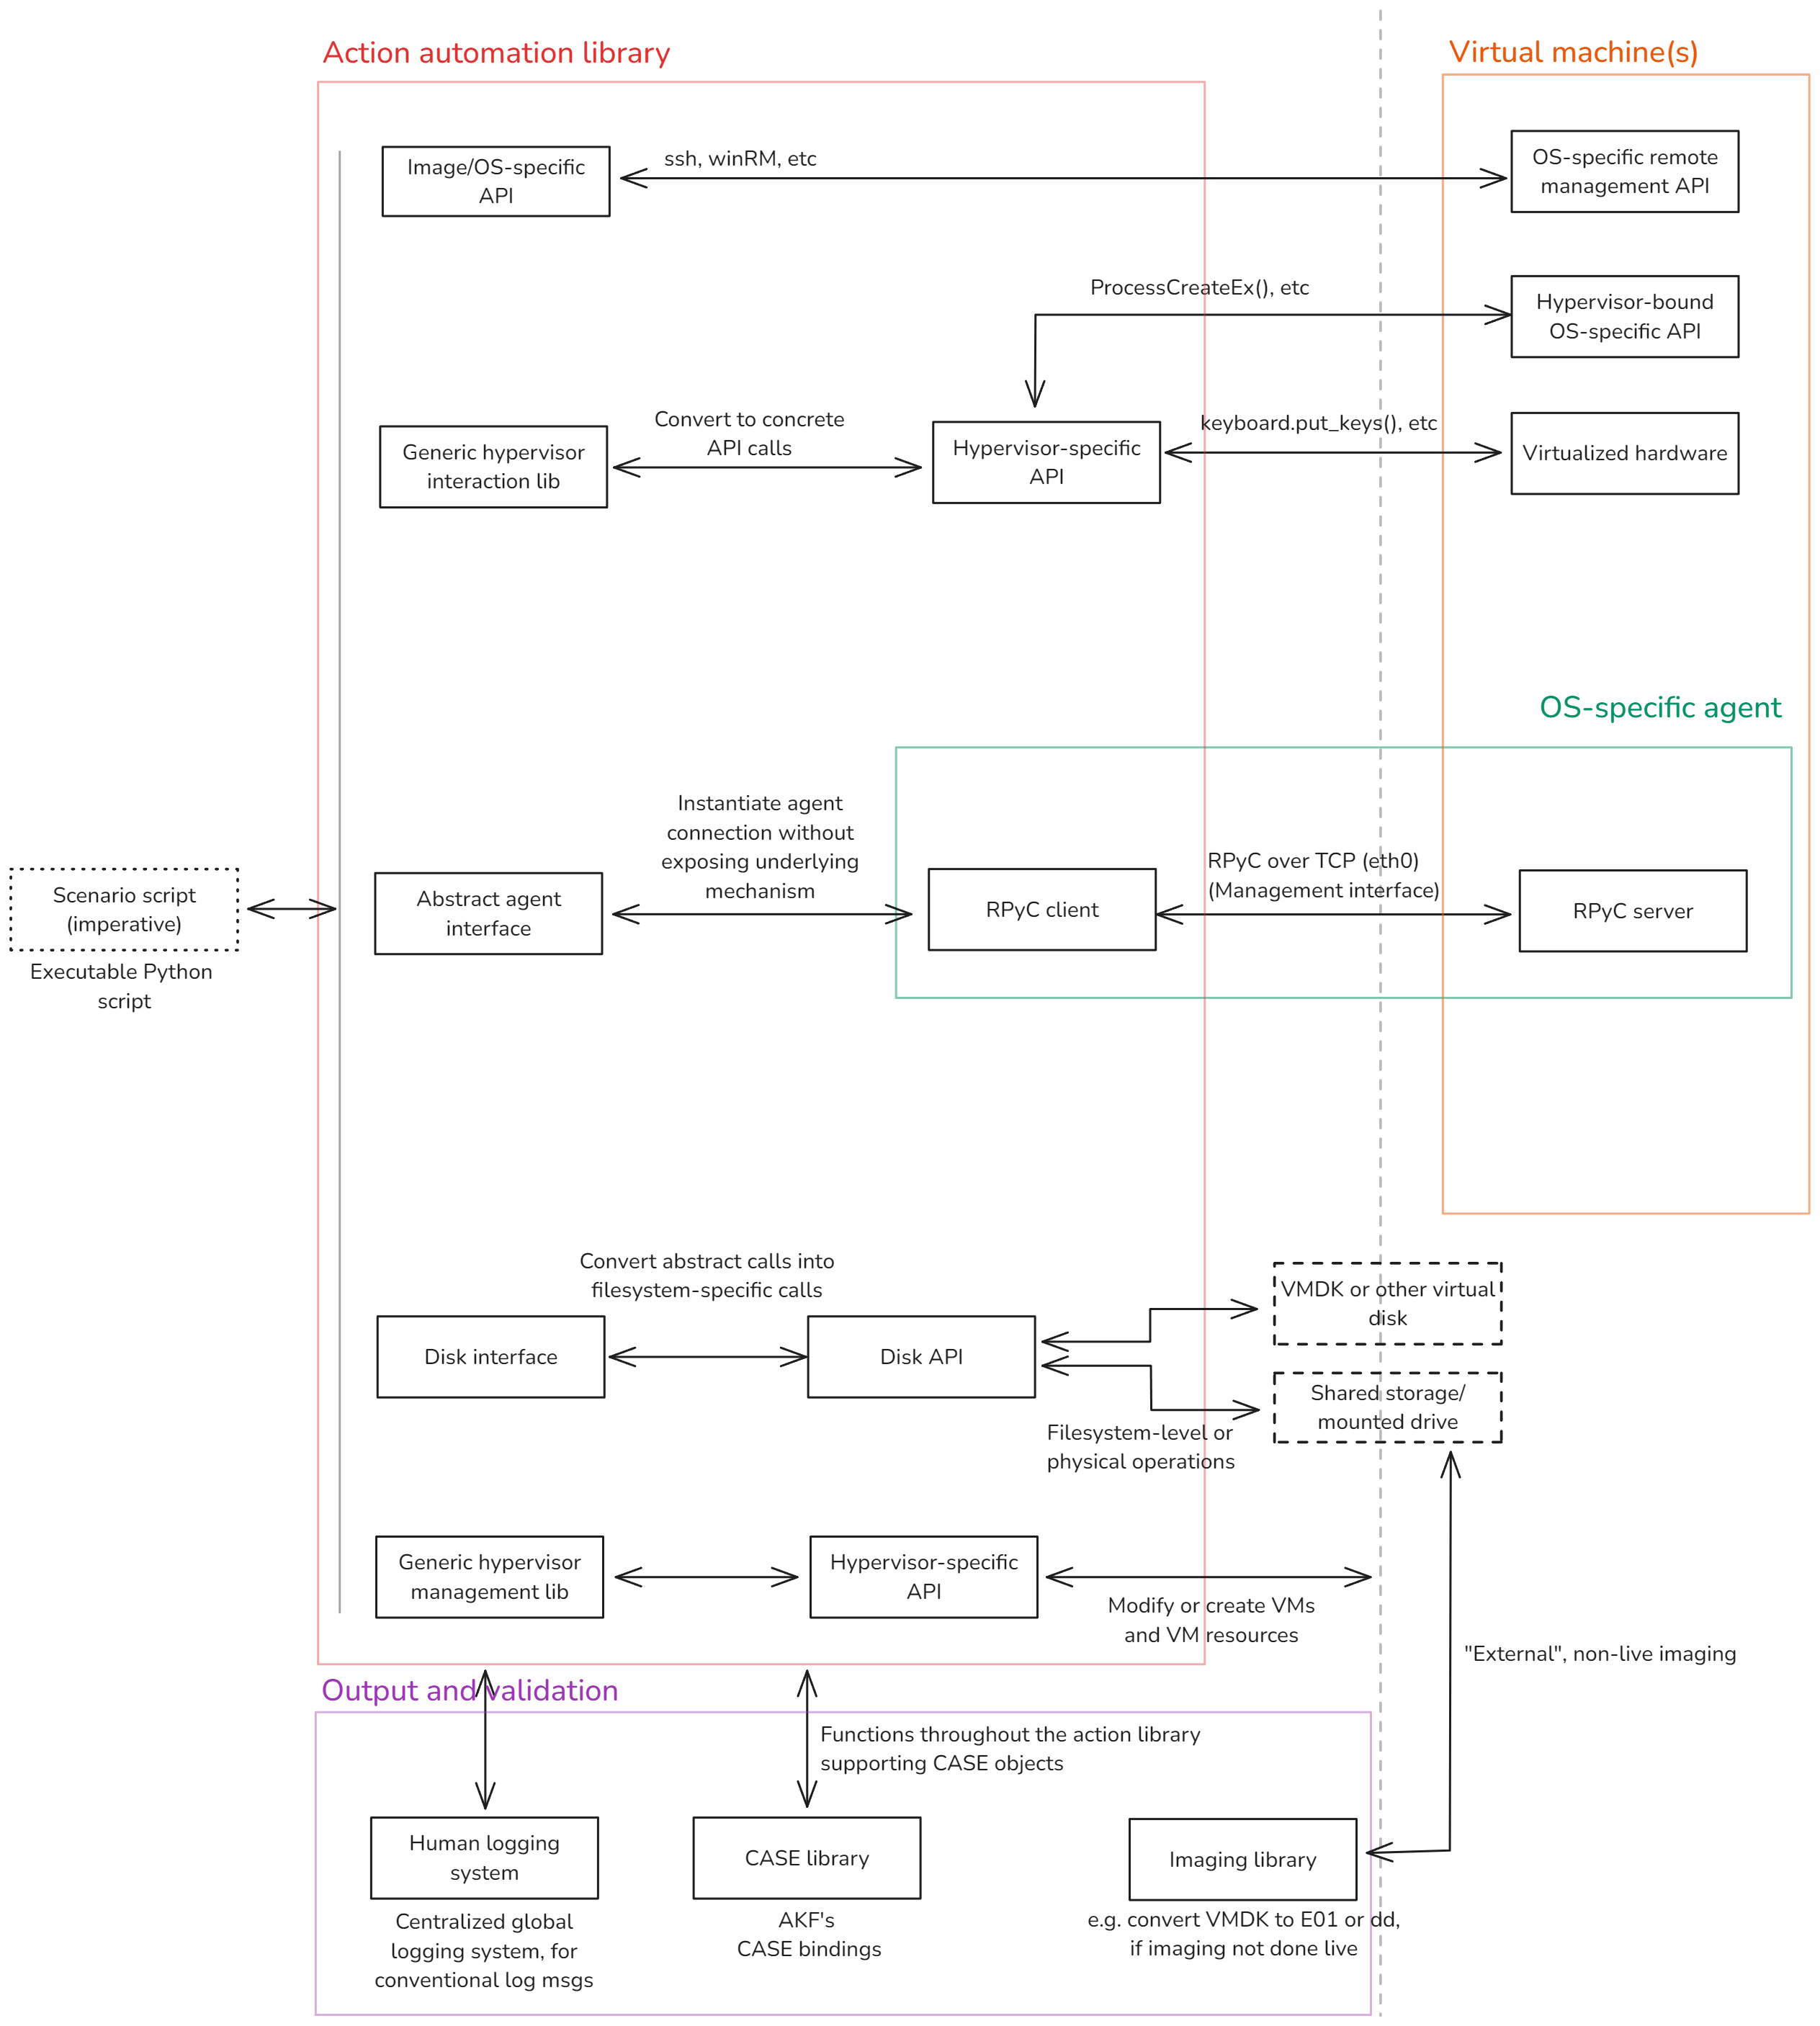 Action automation library
Virtual machine(s)
Image/OS-specific
API
ssh, winRM, etc
OS-specific remote
management API
ProcessCreateEx(), etc
Hypervisor-bound
OS-specific API
Generic hypervisor
interaction lib
Convert to concrete
API calls
Hypervisor-specific
API
keyboard.put_keys(), etc
Virtualized hardware
OS-specific agent
Scenario script
(imperative)
Executable Python
script
Abstract agent
interface
Instantiate agent
connection without
exposing underlying
mechanism
RPyC client
RPyC over TCP (eth0)
(Management interface)
RPyC server
Convert abstract calls into
filesystem-specific calls
Disk interface
Disk API
VMDK or other virtual
disk
Shared storage/
mounted drive
Filesystem-level or
physical operations
Generic hypervisor
management lib
Hypervisor-specific
API
Modify or create VMs
and VM resources
"External", non-live imaging
Output and validation
Functions throughout the action library
supporting CASE objects
Human logging
system
Centralized global
logging system, for
conventional log msgs
CASE library
AKF's
CASE bindings
Imaging library
e.g. convert VMDK to E01 or dd,
if imaging not done live